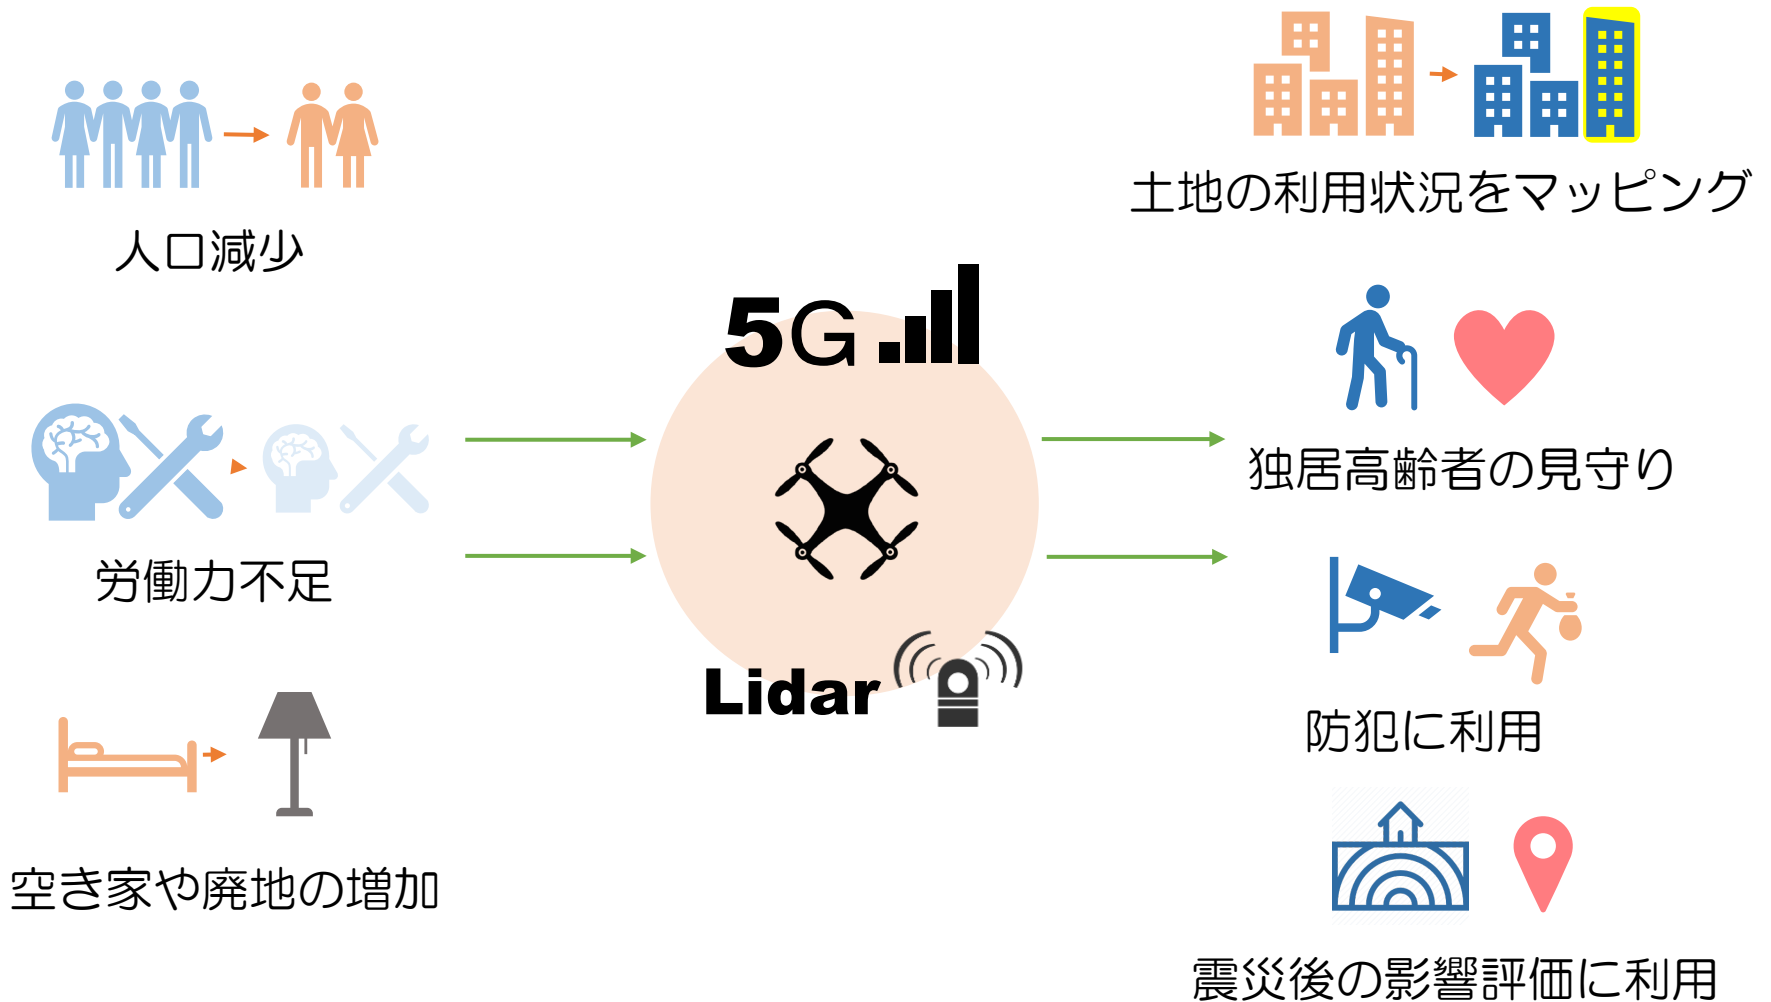 人口減少
労働力不足
空き家や廃地の増加
5G
Lidar
土地の利用状況をマッピング
独居高齢者の見守り
防犯に利用
震災後の影響評価に利用